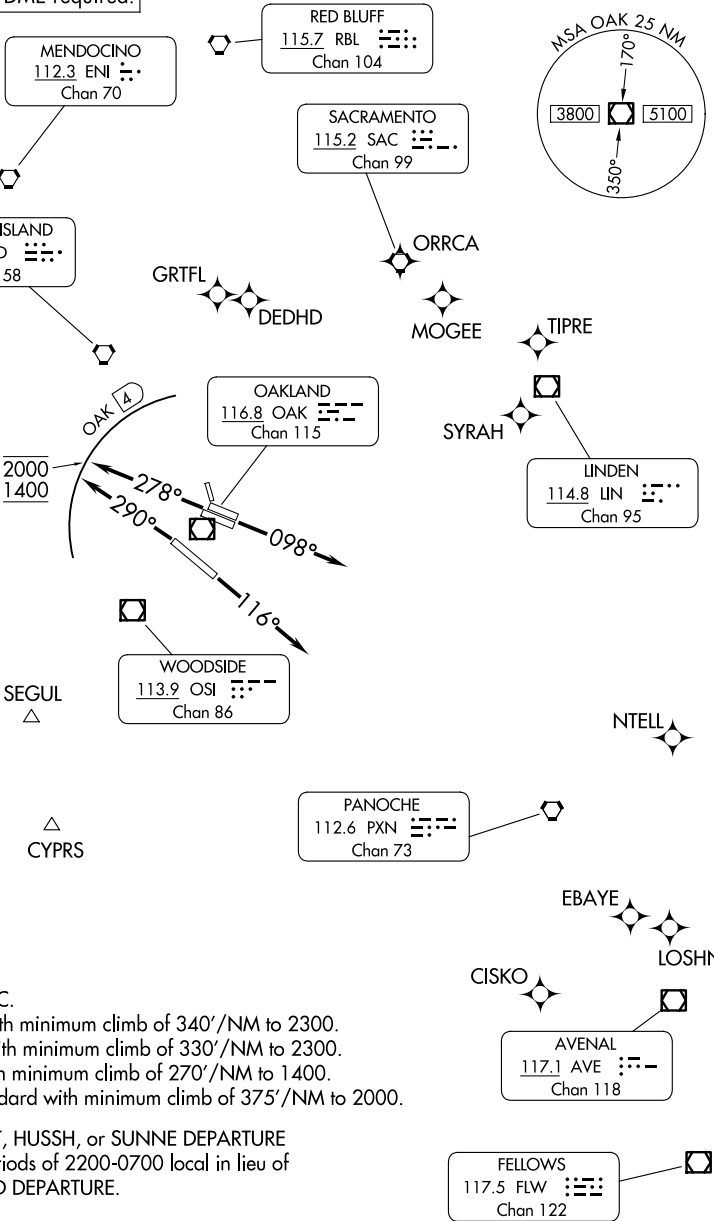 DME required.
RED BLUFF
115.7 RBL
Chan 104
MENDOCINO
112.3 ENI
Chan 70
MSA OAK 25 NM
170°
3800
5100
350°
SACRAMENTO
115.2 SAC
Chan 99
ISLAND
58
ORRCA
GRTFL
DEDHD
MOGEE
TIPRE
OAK 4
OAKLAND
116.8 OAK
Chan 115
SYRAH
2000
1400
278°
290°
098°
116°
LINDEN
114.8 LIN
Chan 95
WOODSIDE
113.9 OSI
Chan 86
SEGUL
NTELL
CYPRS
PANOCHE
112.6 PXN
Chan 73
EBAYE
LOSHN
CISKO
C.
th minimum climb of 340'/NM to 2300.
ith minimum climb of 330'/NM to 2300.
h minimum climb of 270'/NM to 1400.
dard with minimum climb of 375'/NM to 2000.
AVENAL
117.1 AVE
Chan 118
T, HUSSH, or SUNNE DEPARTURE
riods of 2200-0700 local in lieu of
D DEPARTURE.
FELLOWS
117.5 FLW
Chan 122